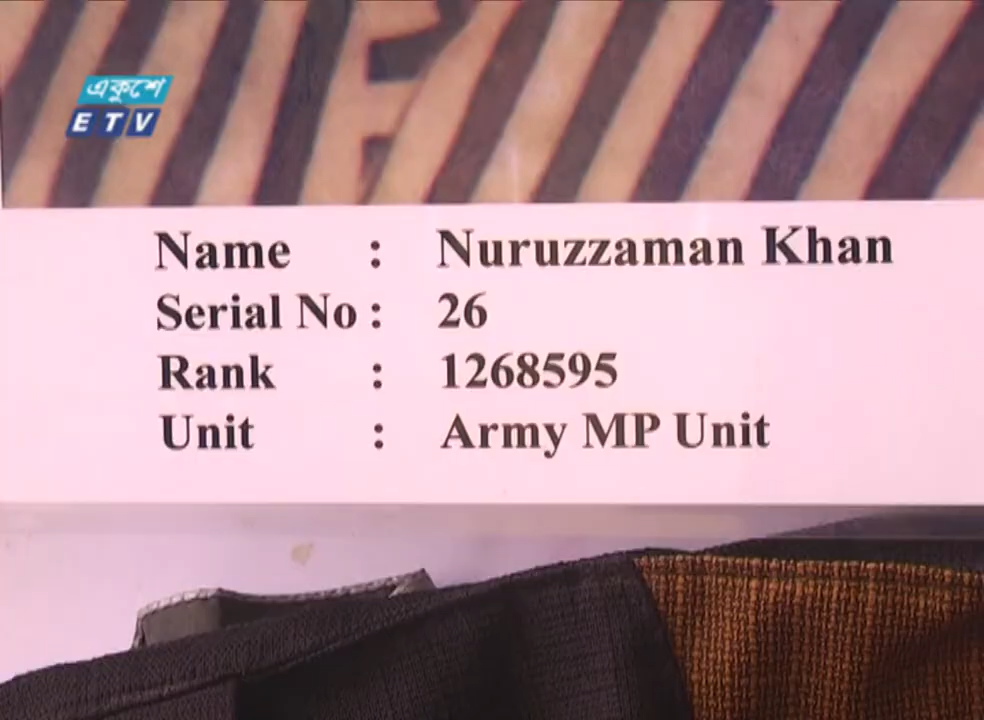 একুশে
ETV
Name : Nuruzzaman Khan
Serial No : 26
Rank : 1268595
Unit : Army MP Unit